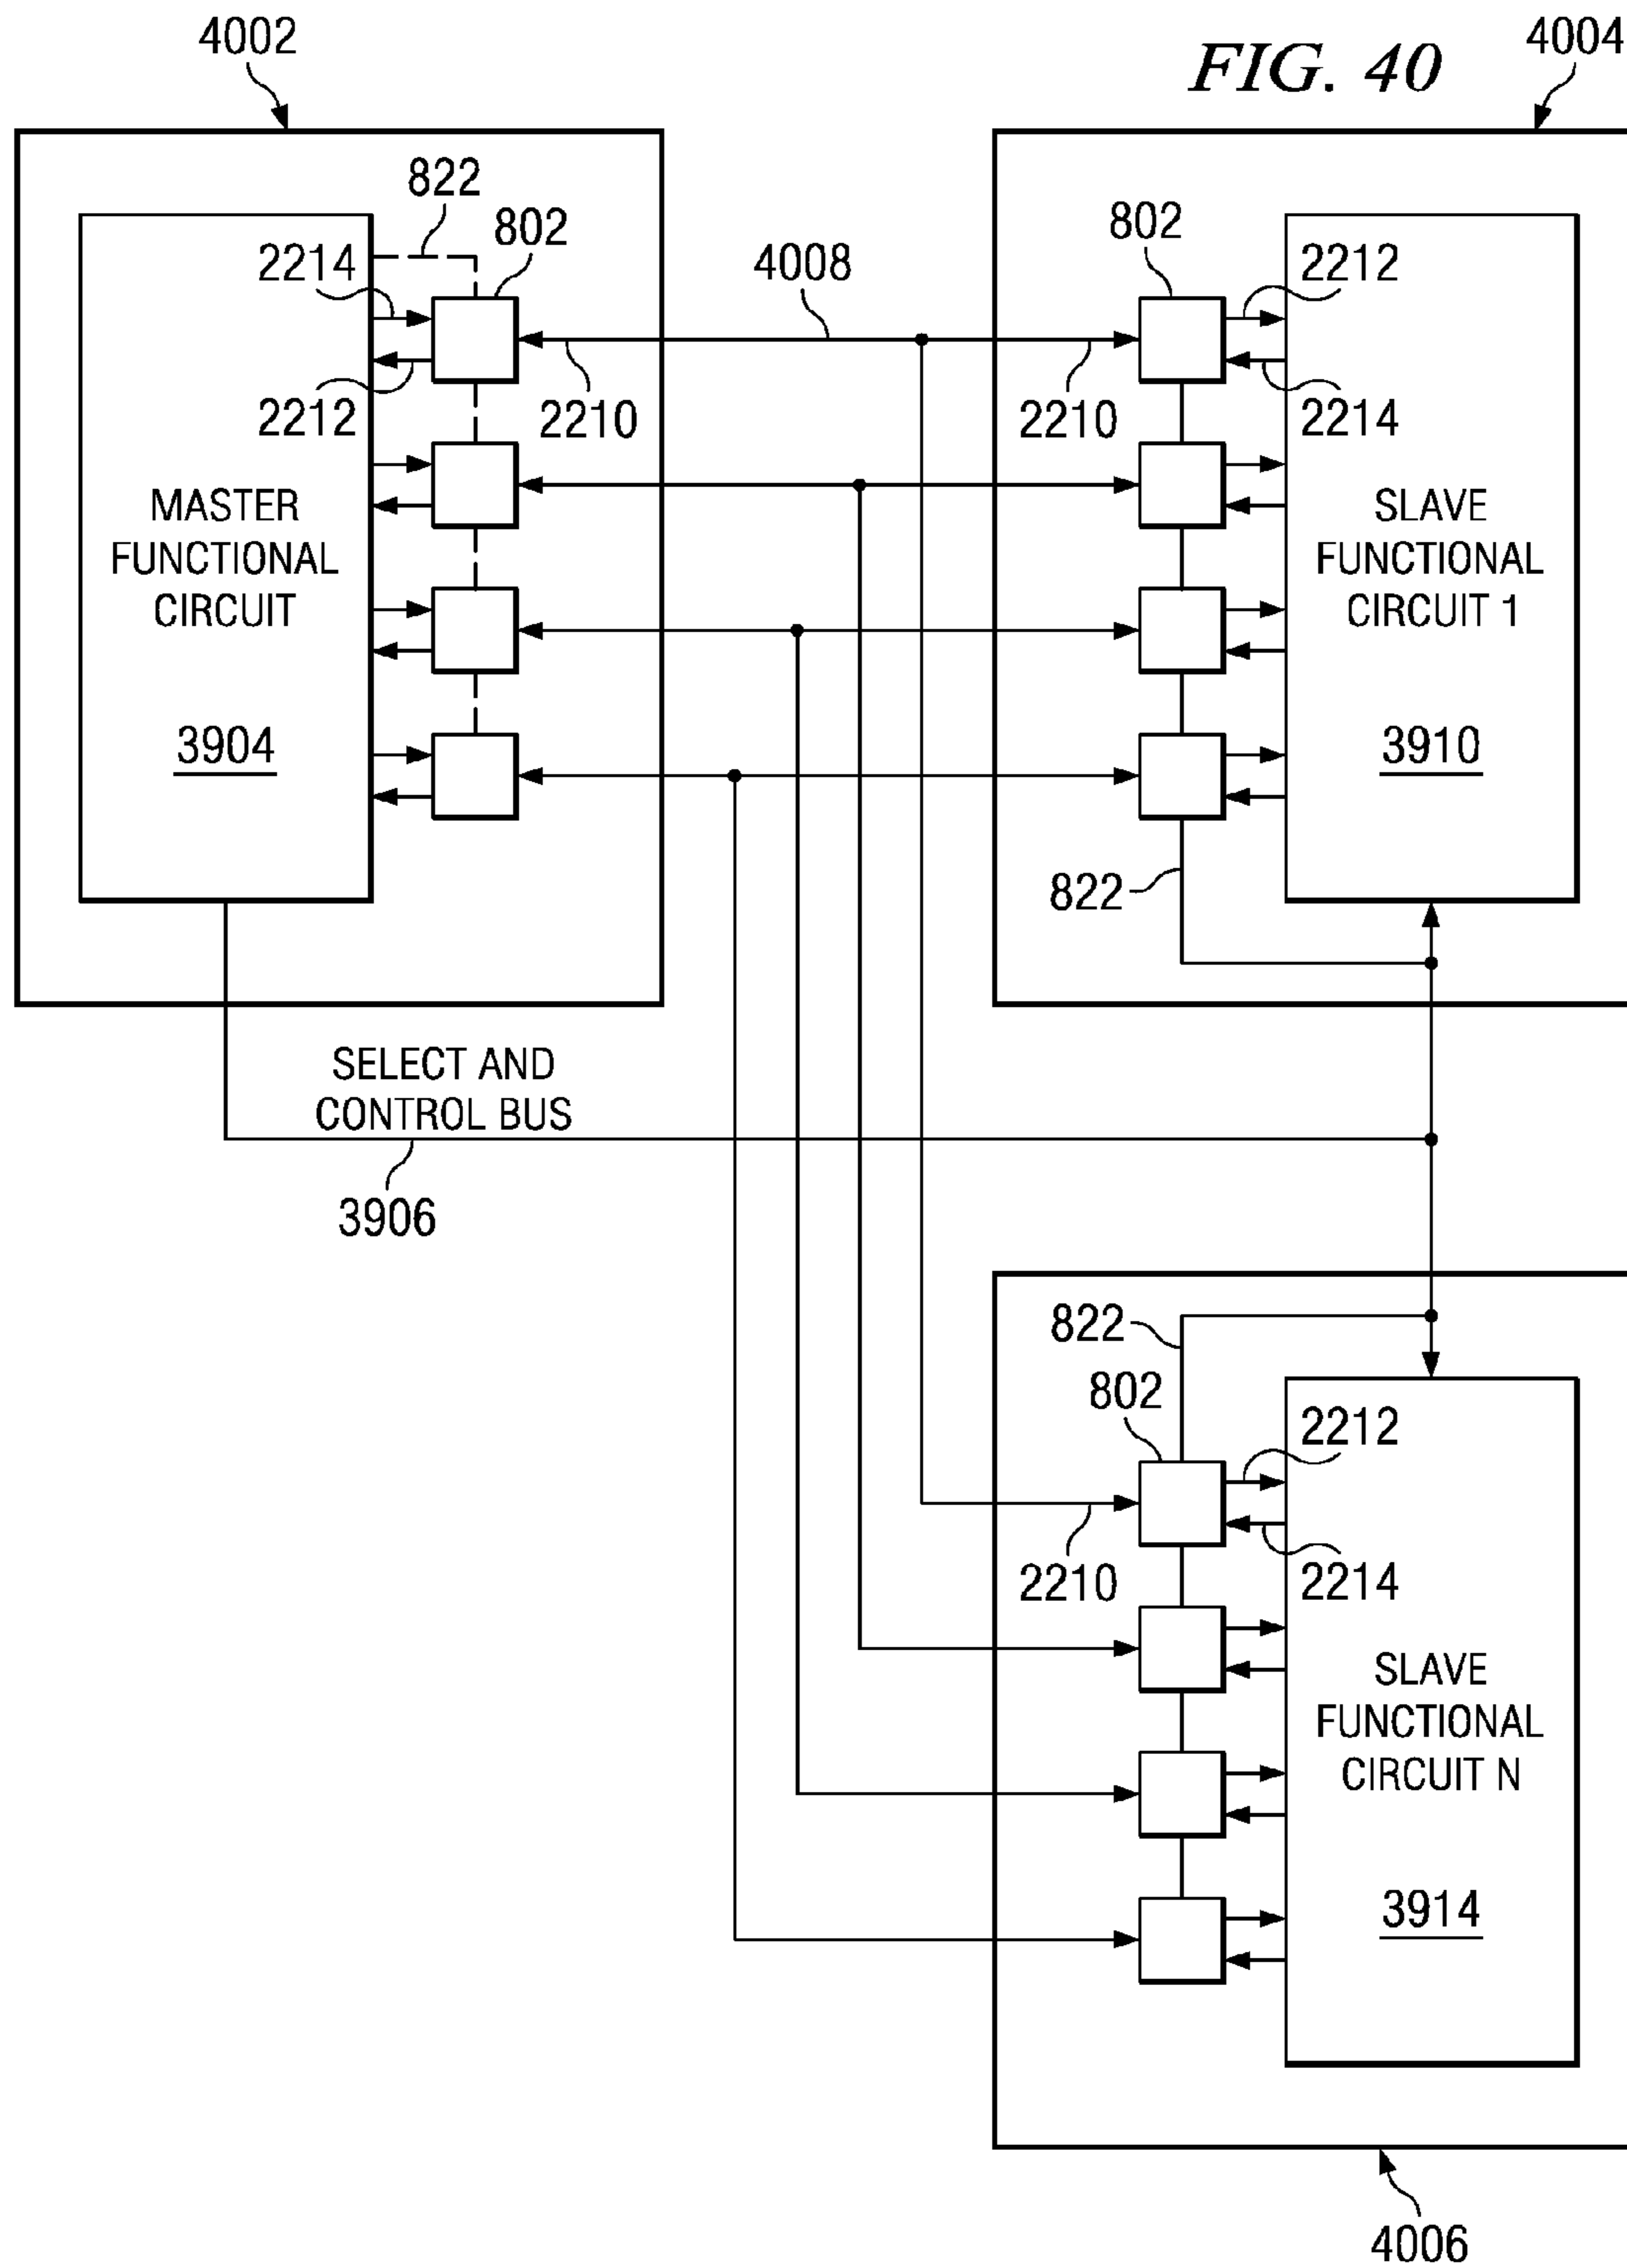 4002
FIG. 40
4004
822
802
802
2214
4008
2212
2212
2210
2210
2214
MASTER
FUNCTIONAL
CIRCUIT
SLAVE
FUNCTIONAL
CIRCUIT 1
3904
3910
822
SELECT AND
CONTROL BUS
3906
822
802
2212
2210
2214
SLAVE
FUNCTIONAL
CIRCUIT N
3914
4006